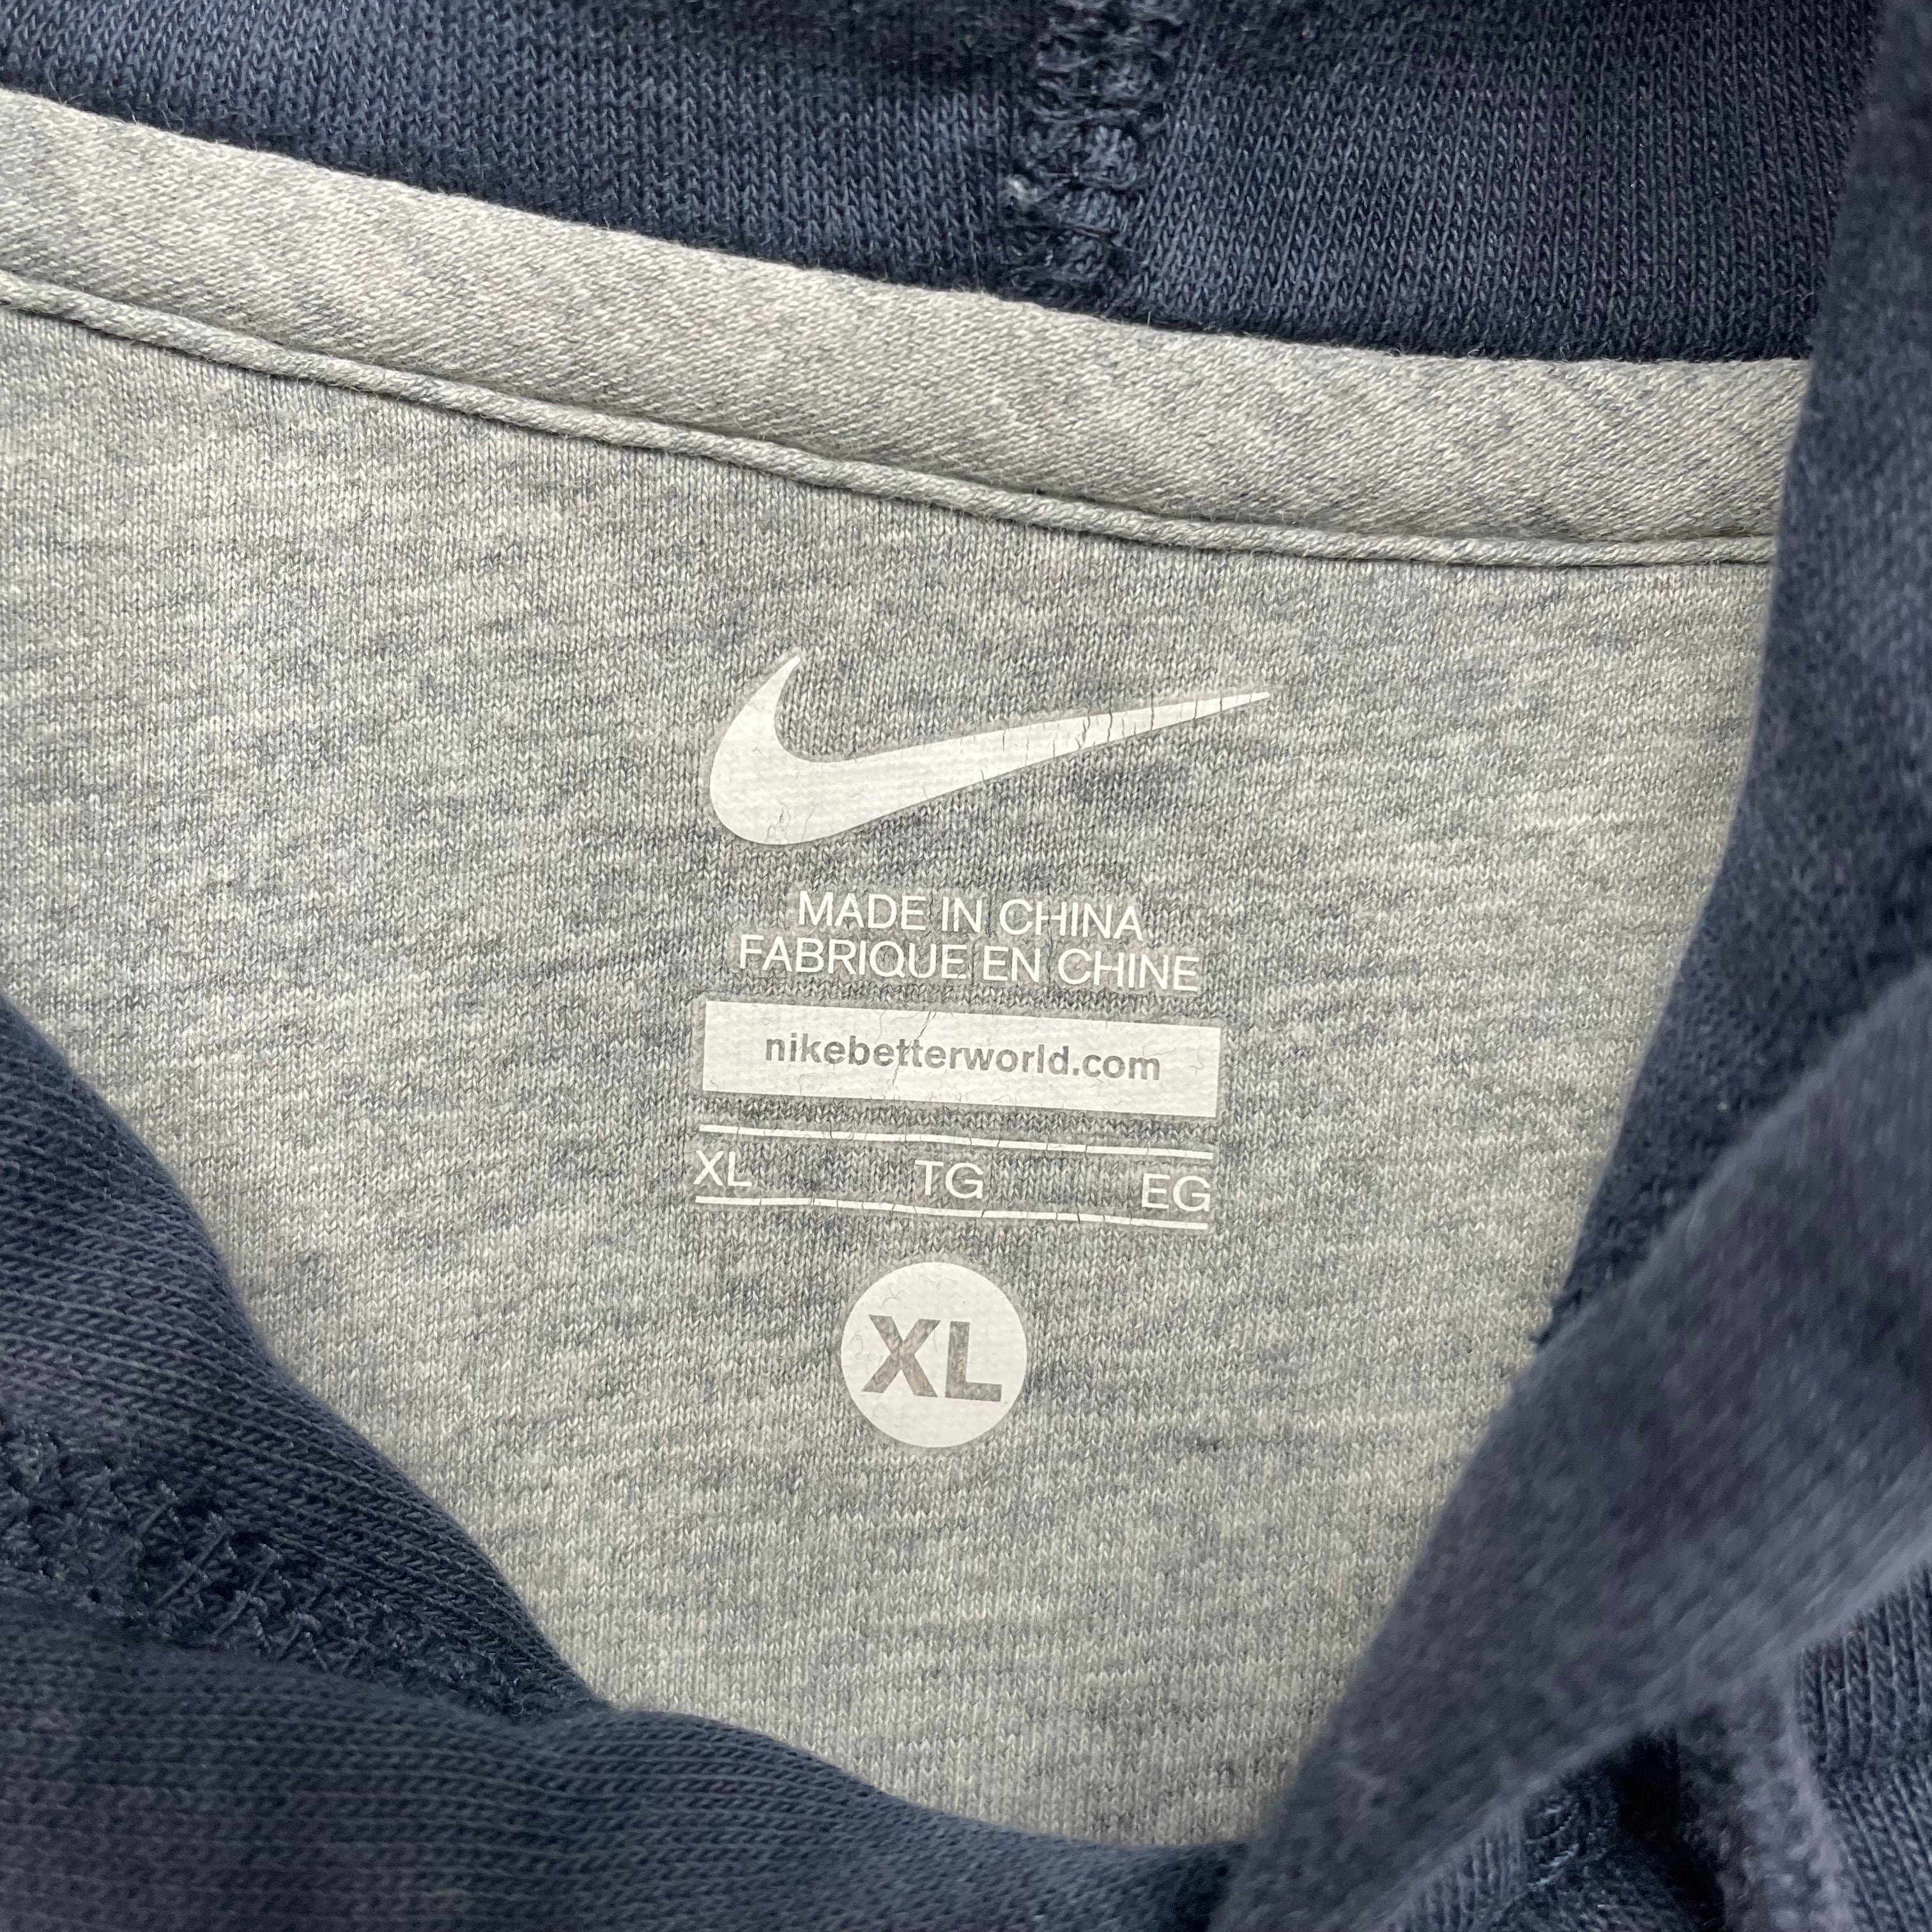 MADE IN CHINA
FABRIQUE EN CHINE
nikebetterworld.com
XL TG EG
XL